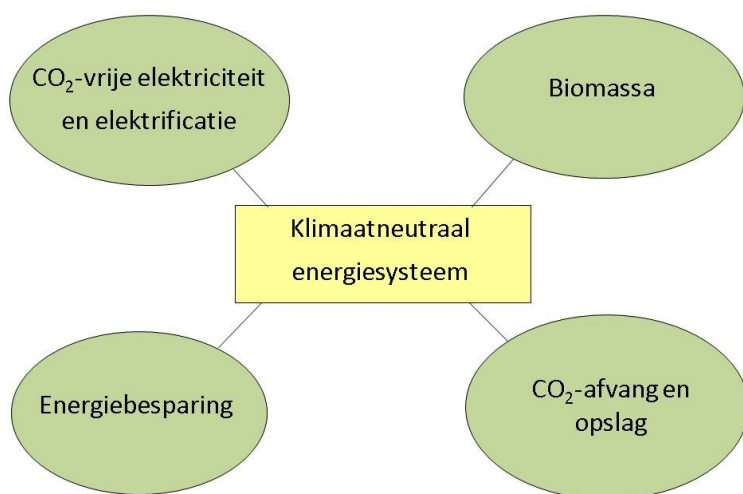 CO₂-vrije elektriciteit
en elektrificatie
Biomassa
Klimaatneutraal
energiesysteem
Energiebesparing
CO₂-afvang en
opslag